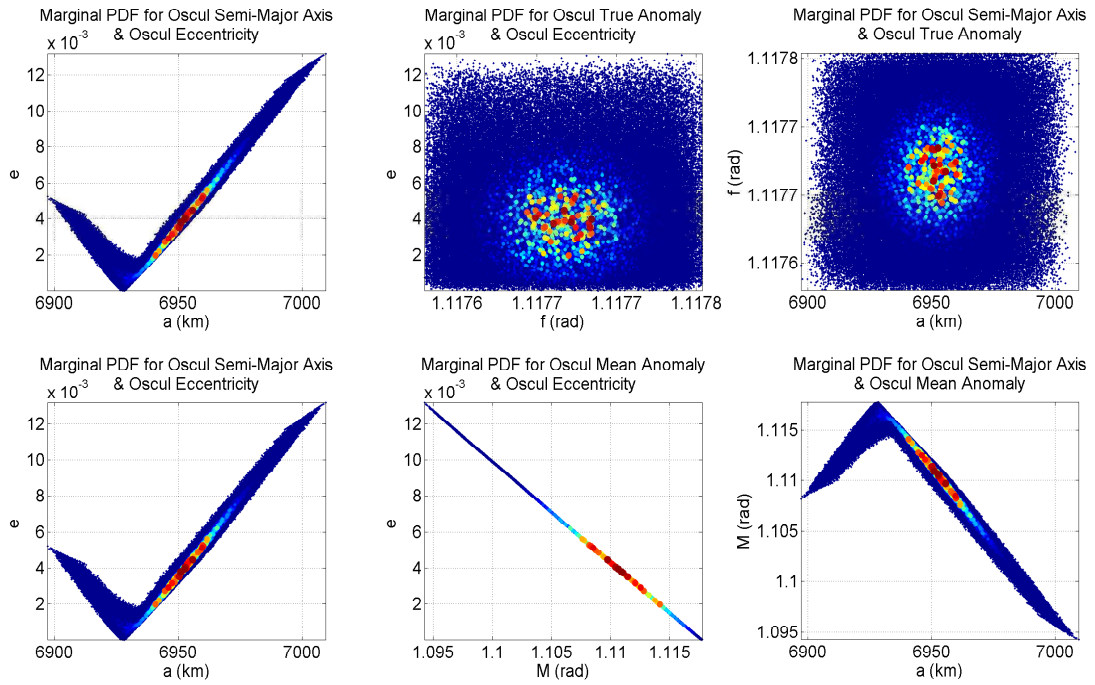 Marginal PDF for Oscul Semi-Major Axis
& Oscul Eccentricity
x 10-3
12
10
8
6
4
2
e
6900 6950 7000
a (km)
Marginal PDF for Oscul True Anomaly
& Oscul Eccentricity
x 10-3
12
10
8
6
4
2
e
1.1176 1.1177 1.1177 1.1178
f (rad)
Marginal PDF for Oscul Semi-Major Axis
& Oscul True Anomaly
1.1178
1.1177
1.1177
1.1176
f (rad)
6900 6950 7000
a (km)
Marginal PDF for Oscul Semi-Major Axis
& Oscul Eccentricity
x 10-3
12
10
8
6
4
2
e
6900 6950 7000
a (km)
Marginal PDF for Oscul Mean Anomaly
& Oscul Eccentricity
x 10-3
12
10
8
6
4
2
e
1.095 1.1 1.105 1.11 1.115
M (rad)
Marginal PDF for Oscul Semi-Major Axis
& Oscul Mean Anomaly
1.115
1.11
1.105
1.1
1.095
M (rad)
6900 6950 7000
a (km)